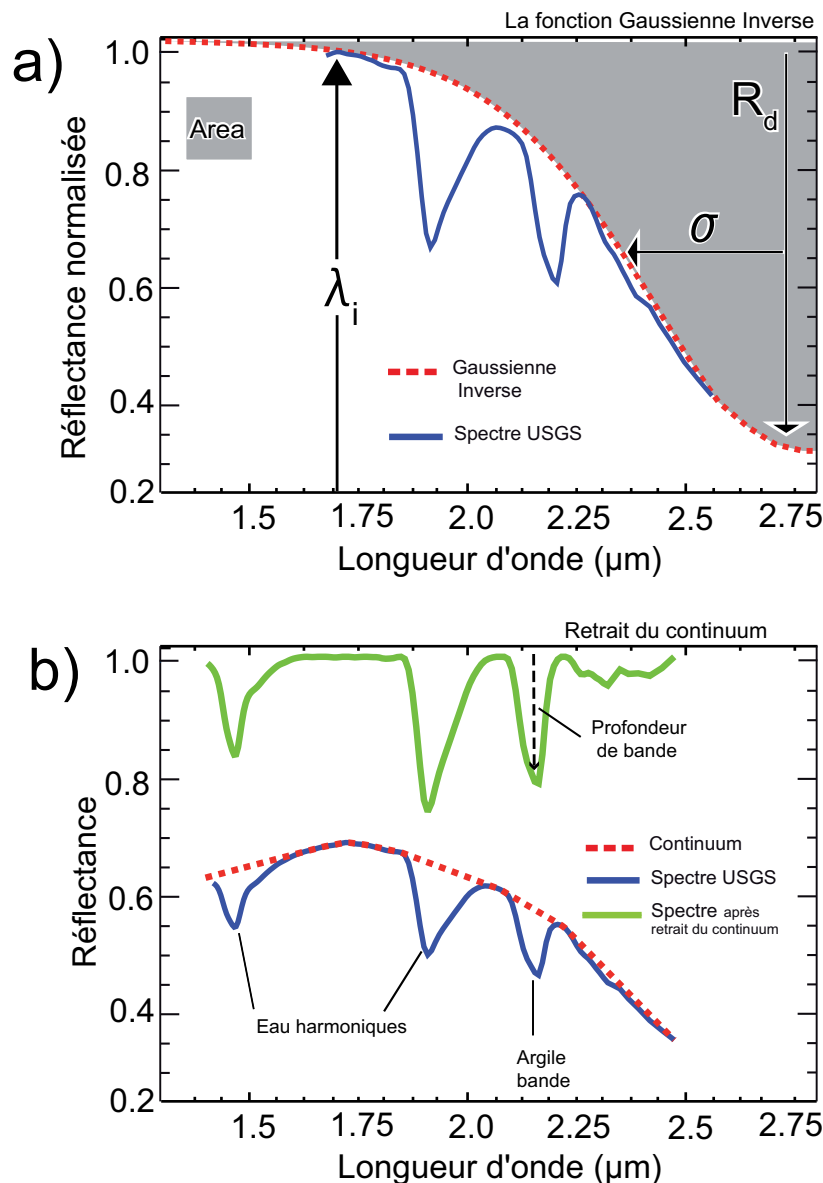 La fonction Gaussienne Inverse
a)
1.0
0.8
0.6
0.4
0.2
Réflectance normalisée
Area
R_d
σ
λ_i
Gaussienne
Inverse
Spectre USGS
1.5
1.75
2.0
2.25
2.5
2.75
Longueur d'onde (µm)
Retrait du continuum
b)
1.0
0.8
0.6
0.4
0.2
Réflectance
Profondeur
de bande
Continuum
Spectre USGS
Spectre après
retrait du continuum
Eau harmoniques
Argile
bande
1.5
1.75
2.0
2.25
2.5
2.75
Longueur d'onde (µm)